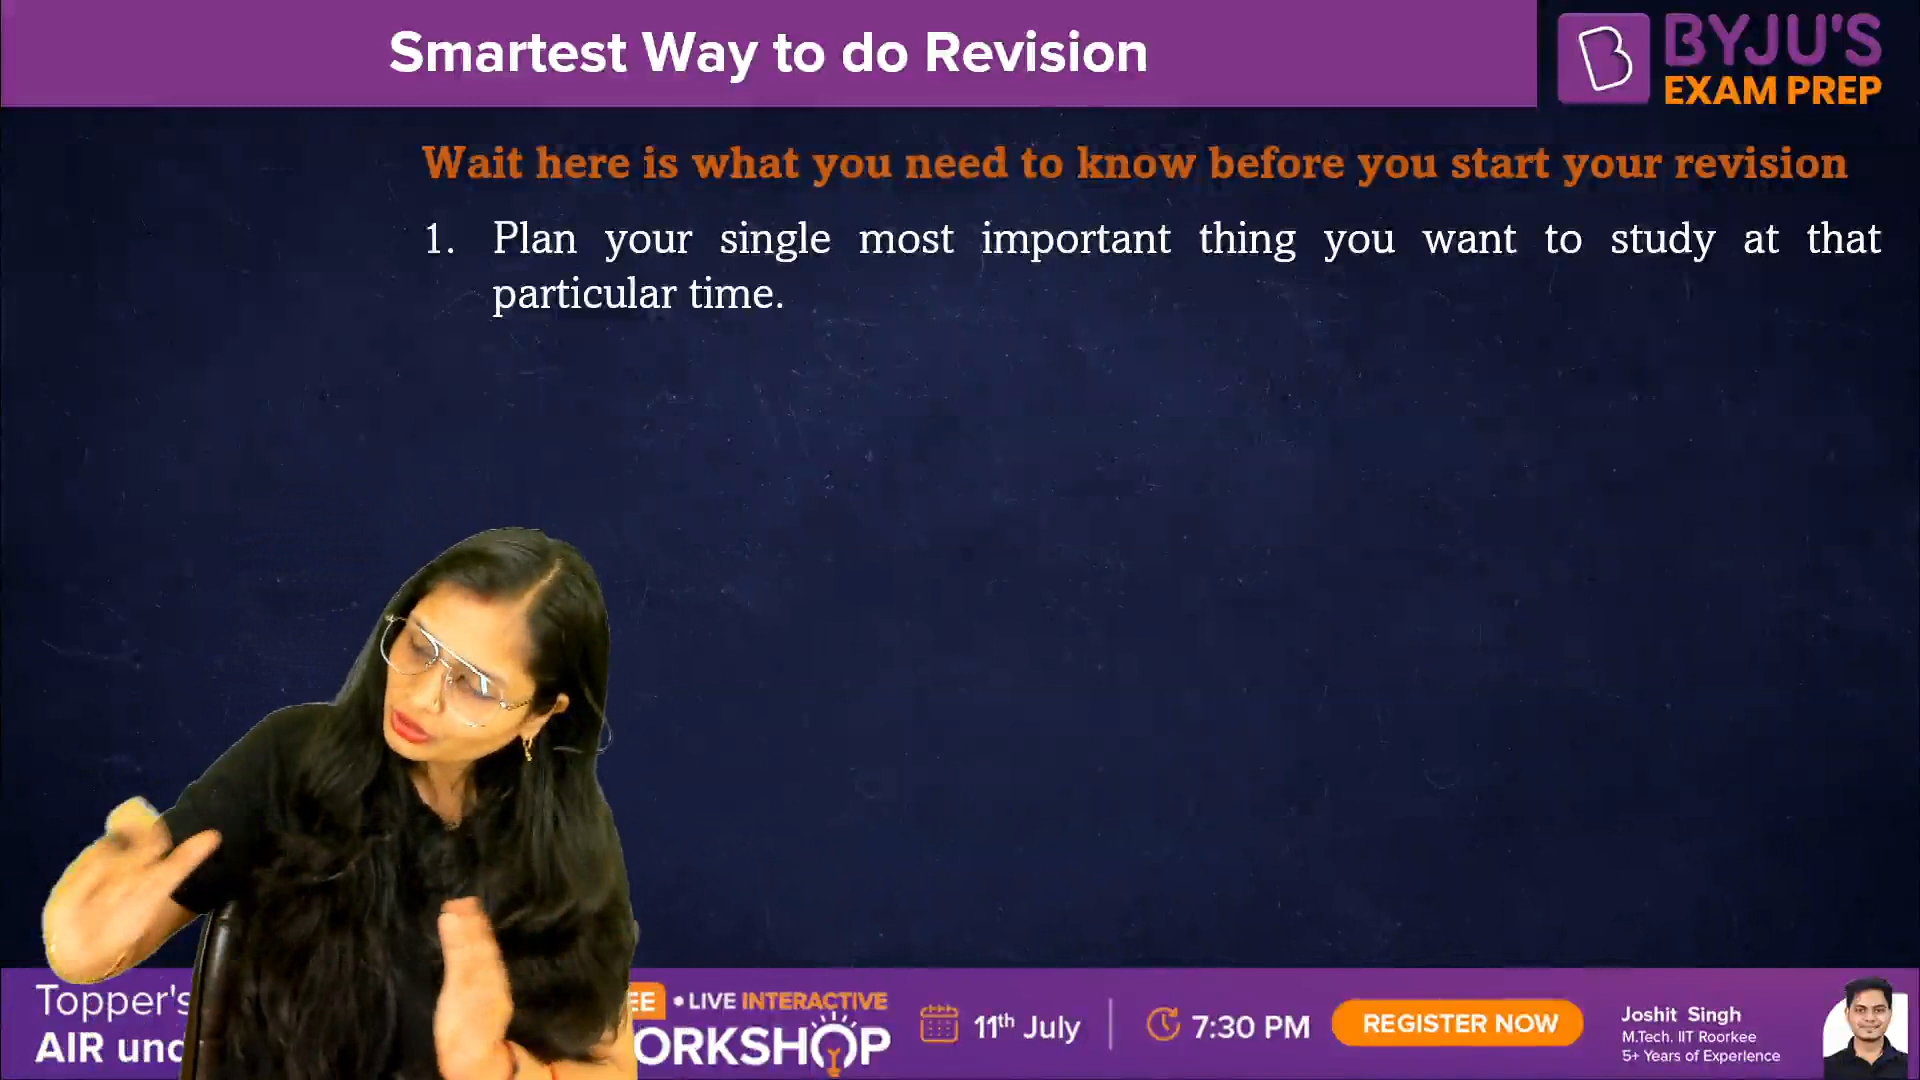 Smartest Way to do Revision
BYJU'S
EXAM PREP
Wait here is what you need to know before you start your revision
1. Plan your single most important thing you want to study at that
particular time.
Topper's
AIR
• LIVE INTERACTIVE
11th July
7:30 PM
REGISTER NOW
Joshit Singh
M.Tech. IIT Roorkee
5+ Years of Experience